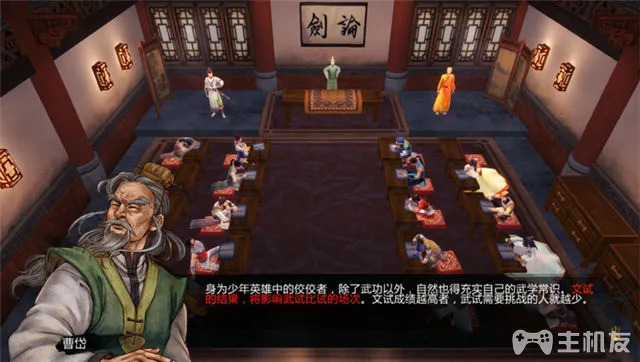 劍論
身为少年英雄中的佼佼者，除了武功以外，自然也得充实自己的武学常识。文试
的结果，将影响武试比试的场次。文试成绩越高者，武试需要挑战的人就越少。
曹岱
主机友